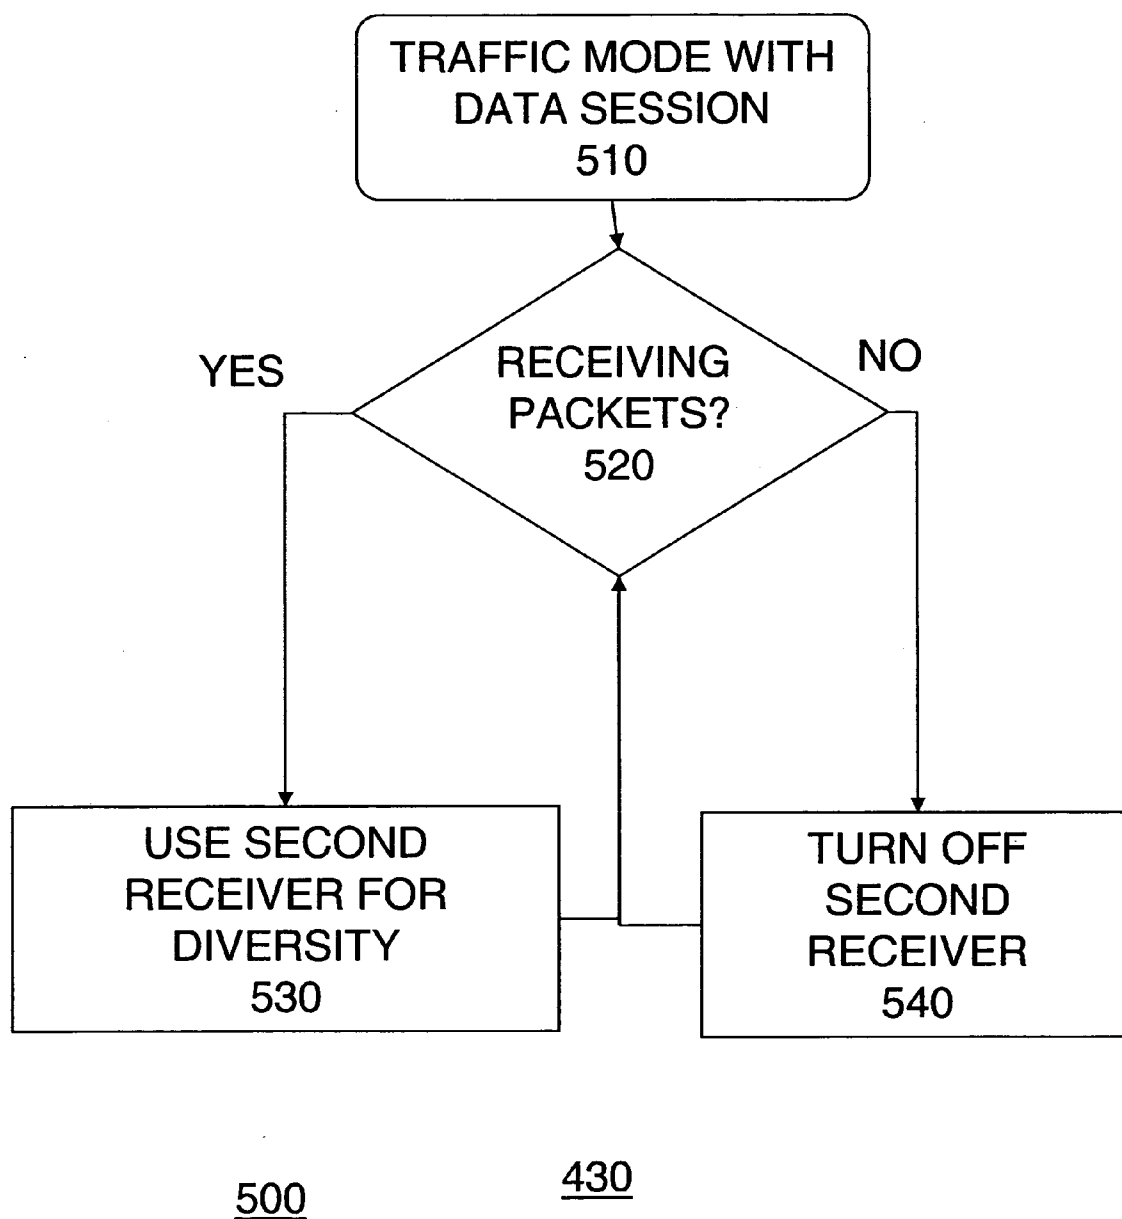 TRAFFIC MODE WITH
DATA SESSION
510
YES
RECEIVING
PACKETS?
520
NO
USE SECOND
RECEIVER FOR
DIVERSITY
530
TURN OFF
SECOND
RECEIVER
540
500
430